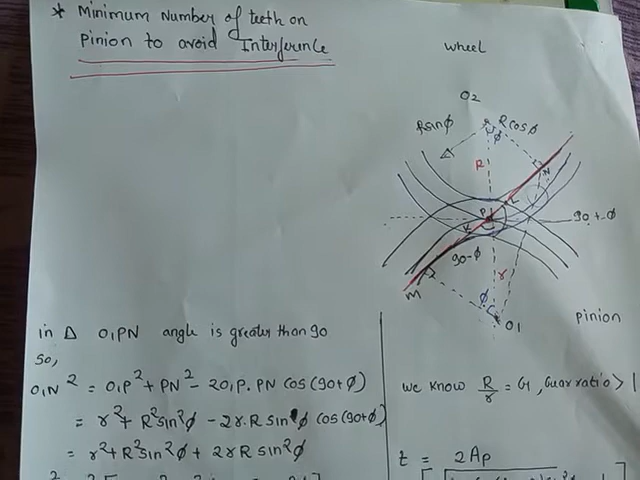 * Minimum Number of teeth on
Pinion to avoid Interference
wheel
O2
Rsinϕ
Rcosϕ
ϕ
R
N
L
P
K
90+ϕ
90-ϕ
r
M
ϕ
O1
pinion
in Δ O1PN angle is greater than 90
so,
O1N² = O1P² + PN² - 2O1P. PN cos(90+ϕ)
= r² + R²sin²ϕ - 2r.R sinϕ cos(90+ϕ)
= r² + R²sin²ϕ + 2rR sin²ϕ
we know R/r = G, Gear ratio > 1
t = 2Ap